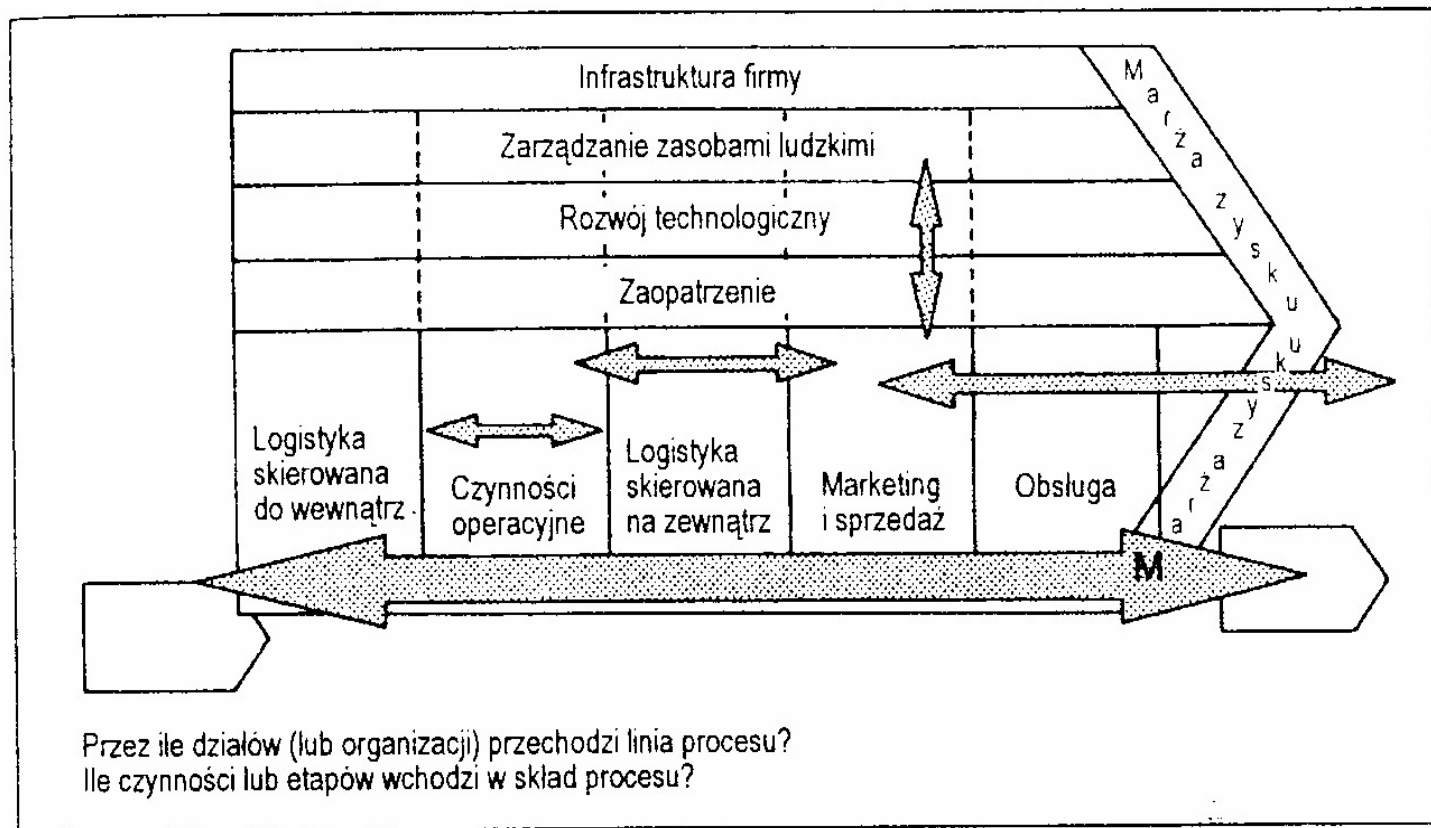 Infrastruktura firmy
Zarządzanie zasobami ludzkimi
Rozwój technologiczny
Zaopatrzenie
Marża zysku
Logistyka
skierowana
do wewnątrz
Czynności
operacyjne
Logistyka
skierowana
na zewnątrz
Marketing
i sprzedaż
Obsługa
Marża zysku
Przez ile działów (lub organizacji) przechodzi linia procesu?
Ile czynności lub etapów wchodzi w skład procesu?